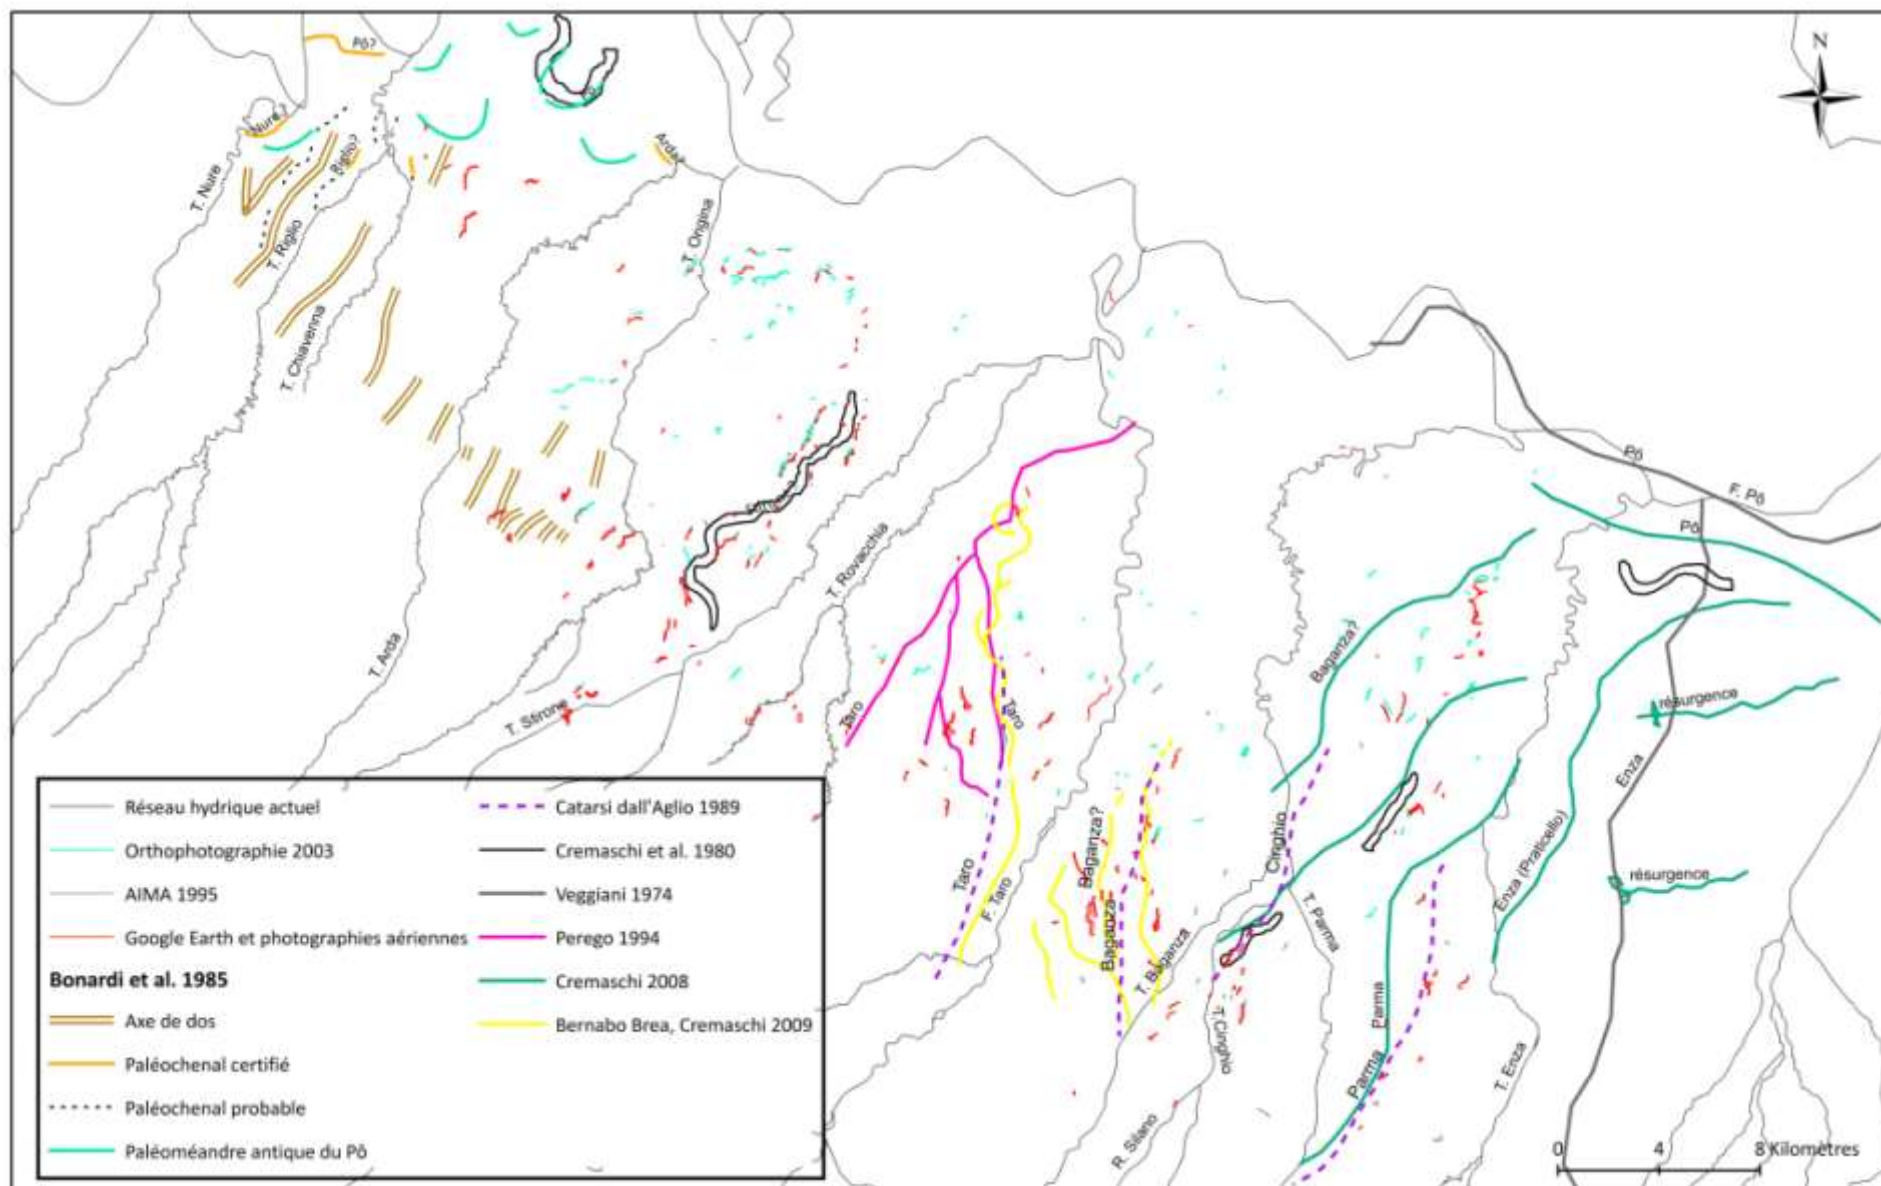 Pô?
N
Nure?
Riglio?
Arda?
T. Nure
T. Riglio
T. Ongina
T. Chiavenna
Pô
F. Pô
Pô
T. Rovacchia
T. Arda
T. Stirone
Taro
Taro
Baganza?
résurgence
Enza
résurgence
Enza (Praticello)
Cinghio
Baganza?
Taro
F. Taro
Baganza
T. Baganza
T. Parma
T. Cinghio
Parma
Parma
T. Enza
R. Silano
0 4 8 Kilomètres
Réseau hydrique actuel
Orthophotographie 2003
AIMA 1995
Google Earth et photographies aériennes
Bonardi et al. 1985
Axe de dos
Paléochenal certifié
Paléochenal probable
Paléoméandre antique du Pô
Catarsi dall'Aglio 1989
Cremaschi et al. 1980
Veggiani 1974
Perego 1994
Cremaschi 2008
Bernabo Brea, Cremaschi 2009